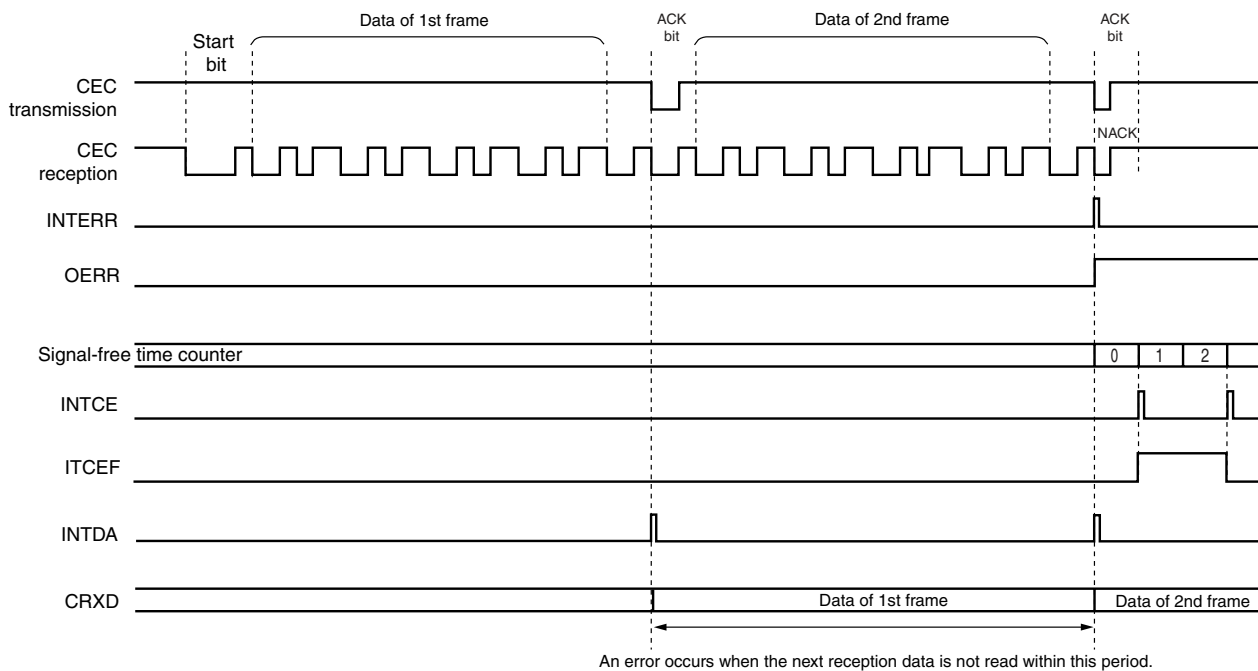 Data of 1st frame
ACK
bit
Data of 2nd frame
ACK
bit
Start
bit
CEC
transmission
NACK
CEC
reception
INTERR
OERR
Signal-free time counter
0 1 2
INTCE
ITCEF
INTDA
CRXD
Data of 1st frame
Data of 2nd frame
An error occurs when the next reception data is not read within this period.